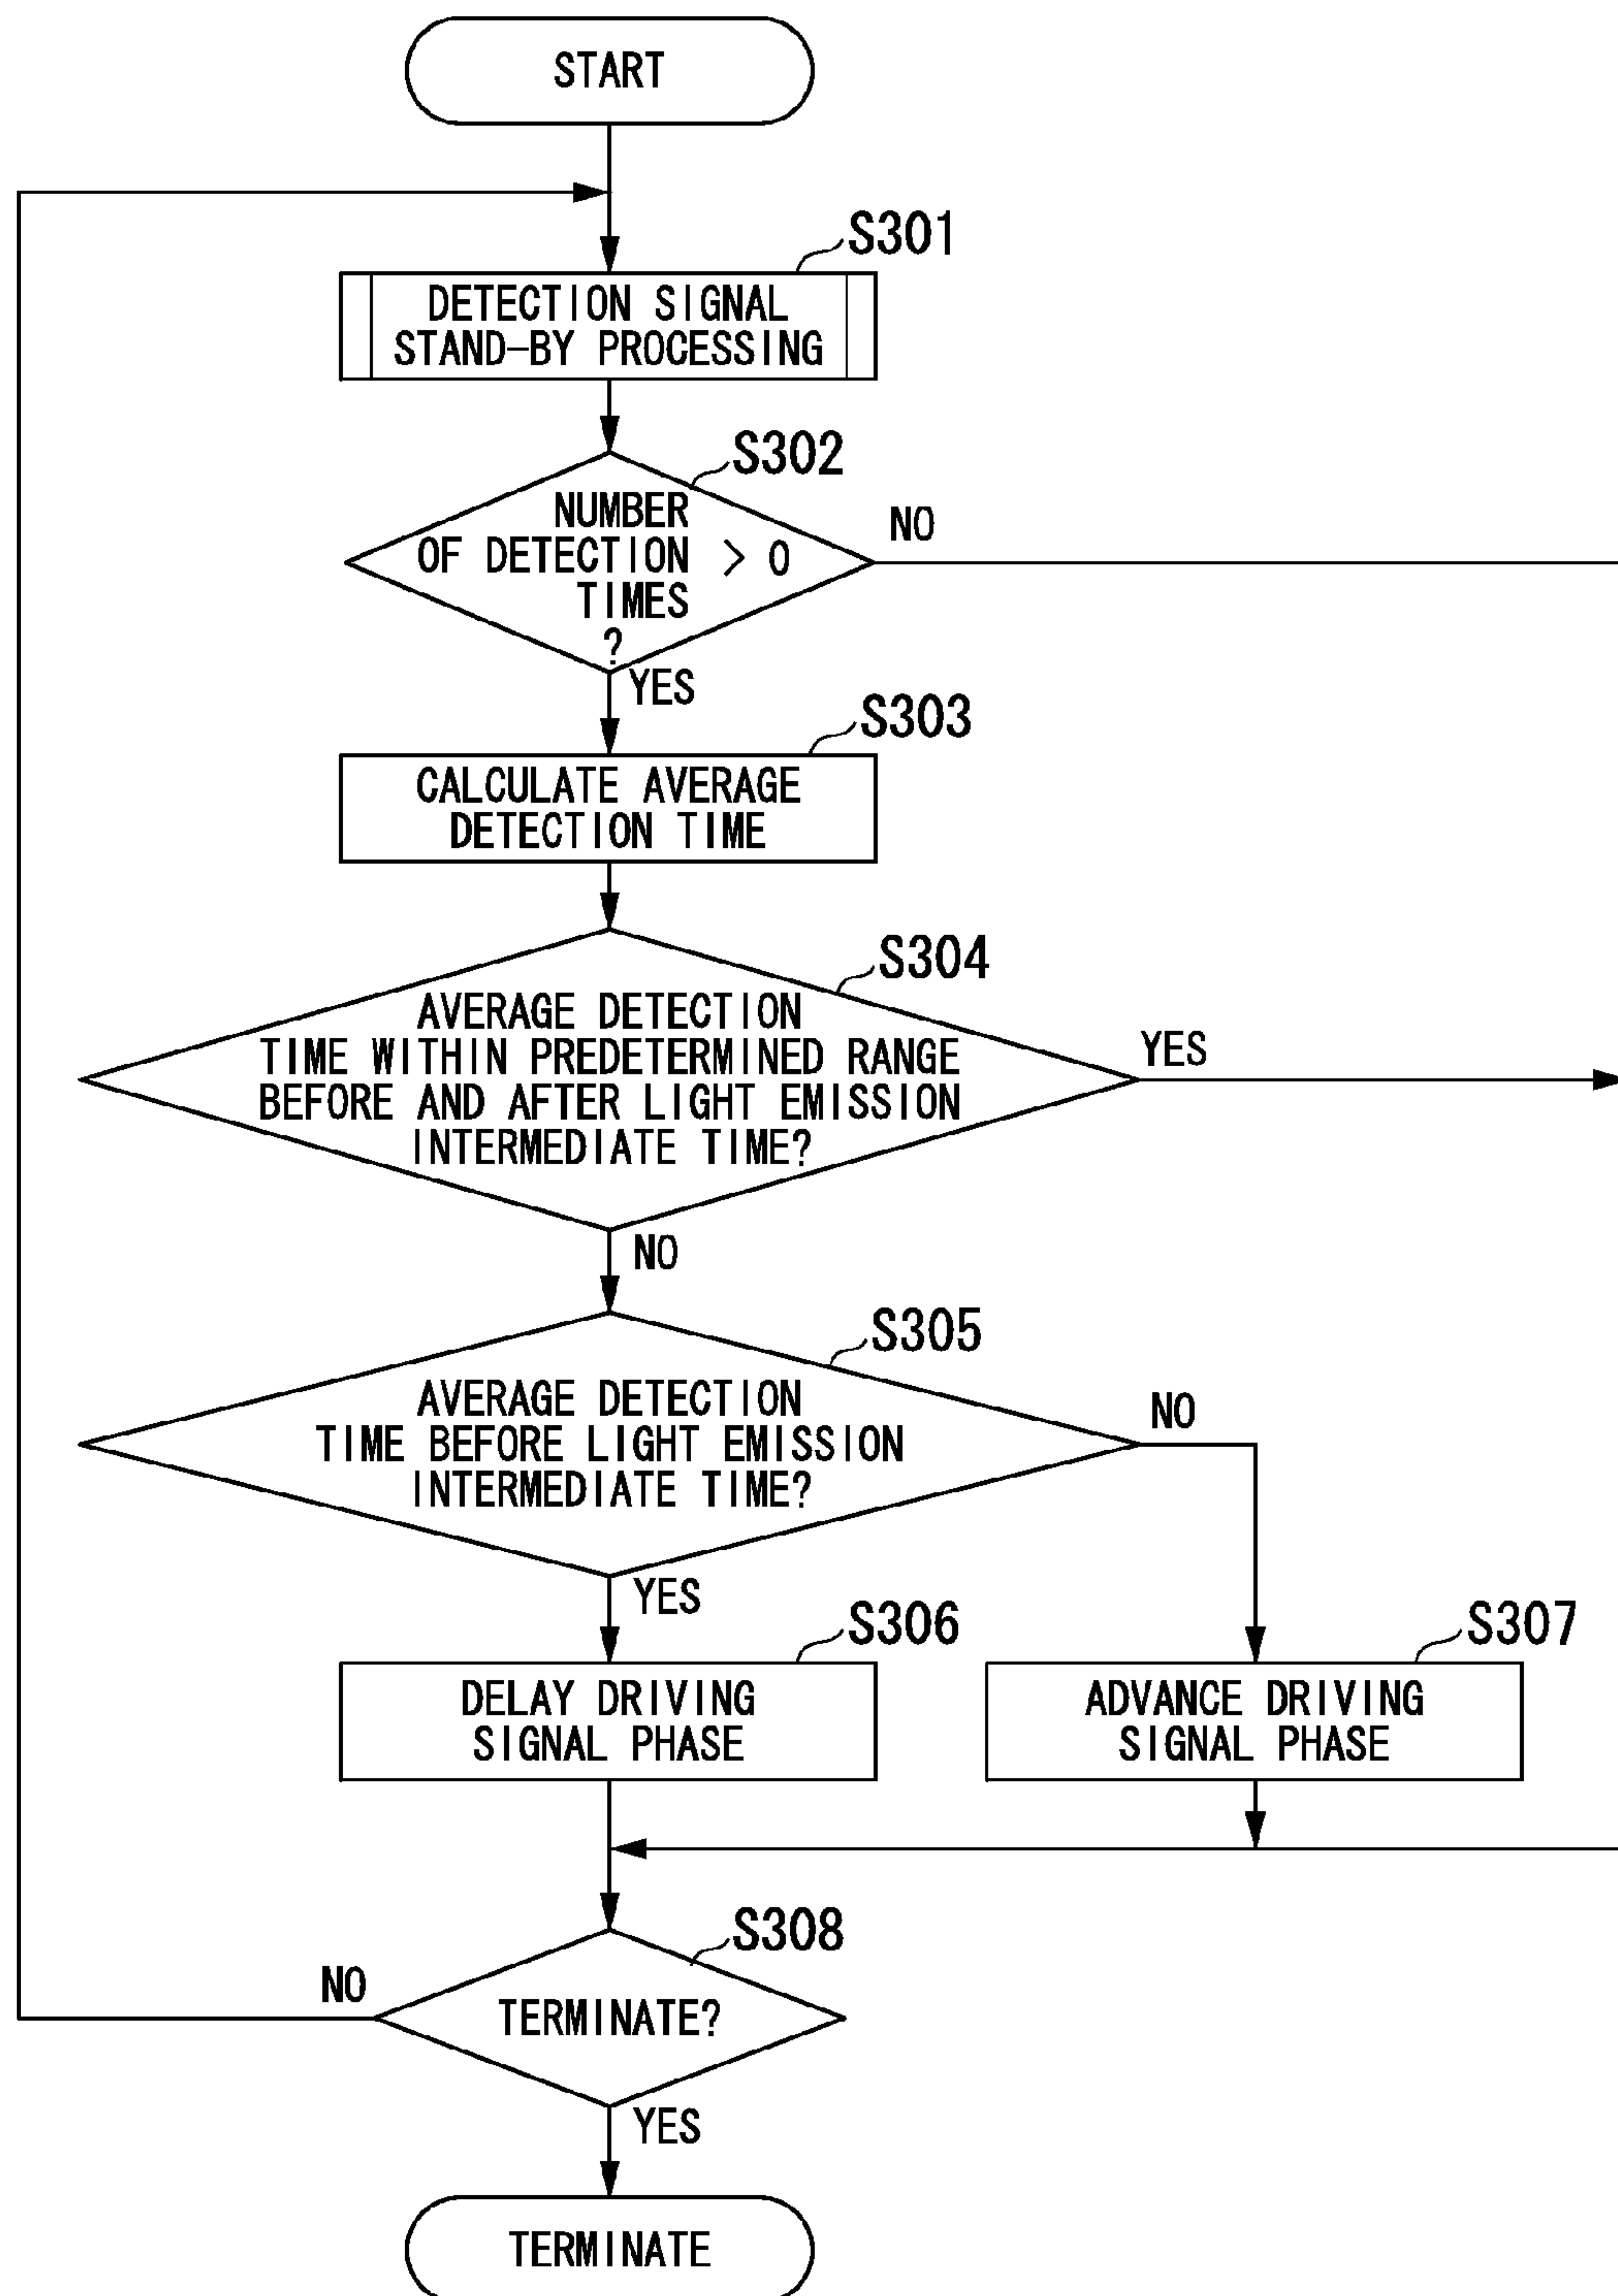 START
S301
DETECTION SIGNAL
STAND-BY PROCESSING
S302
NUMBER
OF DETECTION > 0
TIMES
?
NO
YES
S303
CALCULATE AVERAGE
DETECTION TIME
S304
AVERAGE DETECTION
TIME WITHIN PREDETERMINED RANGE
BEFORE AND AFTER LIGHT EMISSION
INTERMEDIATE TIME?
YES
NO
S305
AVERAGE DETECTION
TIME BEFORE LIGHT EMISSION
INTERMEDIATE TIME?
NO
YES
S306
DELAY DRIVING
SIGNAL PHASE
S307
ADVANCE DRIVING
SIGNAL PHASE
S308
TERMINATE?
NO
YES
TERMINATE